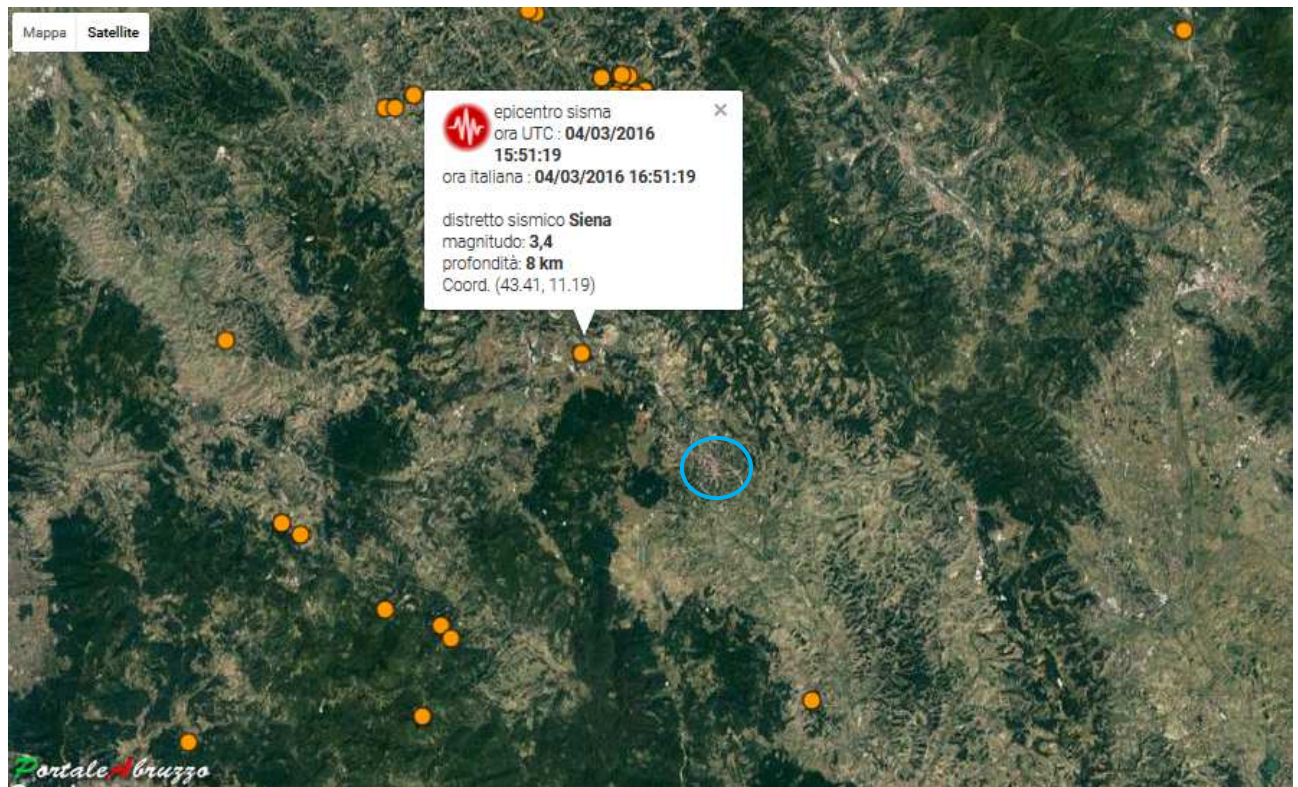 Mappa Satellite
epicentro sisma
ora UTC : 04/03/2016
15:51:19
ora italiana : 04/03/2016 16:51:19
distretto sismico Siena
magnitudo: 3,4
profondità: 8 km
Coord. (43.41, 11.19)
PortaleAbruzzo